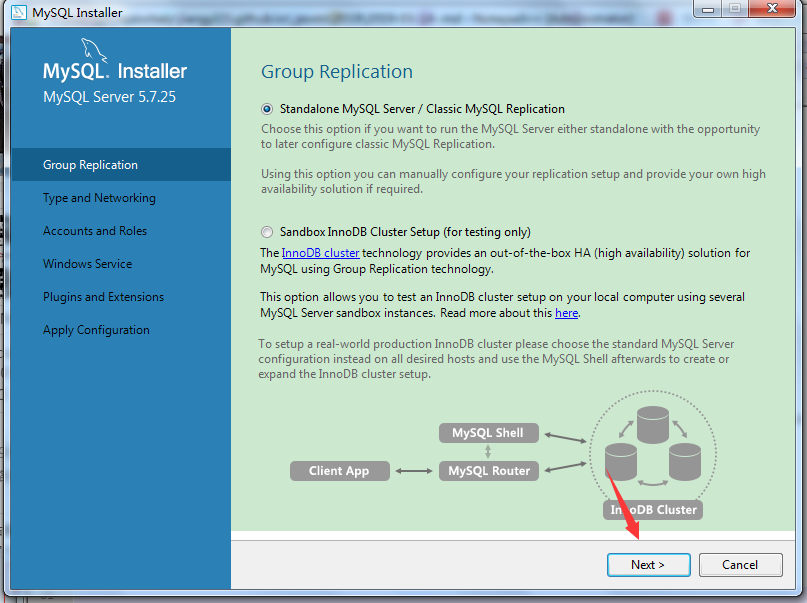 MySQL Installer
MySQL. Installer
MySQL Server 5.7.25
Group Replication
Type and Networking
Accounts and Roles
Windows Service
Plugins and Extensions
Apply Configuration
Group Replication
Standalone MySQL Server / Classic MySQL Replication
Choose this option if you want to run the MySQL Server either standalone with the opportunity
to later configure classic MySQL Replication.
Using this option you can manually configure your replication setup and provide your own high
availability solution if required.
Sandbox InnoDB Cluster Setup (for testing only)
The InnoDB cluster technology provides an out-of-the-box HA (high availability) solution for
MySQL using Group Replication technology.
This option allows you to test an InnoDB cluster setup on your local computer using several
MySQL Server sandbox instances. Read more about this here.
To setup a real-world production InnoDB cluster please choose the standard MySQL Server
configuration instead on all desired hosts and use the MySQL Shell afterwards to create or
expand the InnoDB cluster setup.
MySQL Shell
Client App
MySQL Router
InnoDB Cluster
Next >
Cancel